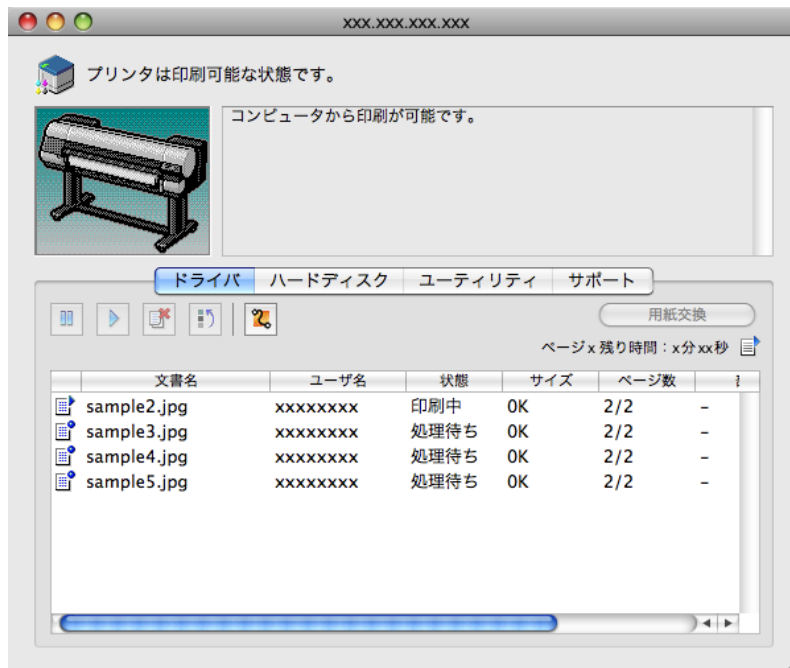 xxx.xxx.xxx.xxx
プリンタは印刷可能な状態です。
コンピュータから印刷が可能です。
ドライバ ハードディスク ユーティリティ サポート
用紙交換
ページ x 残り時間：x分 xx秒
文書名 ユーザ名 状態 サイズ ページ数
sample2.jpg xxxxxxxx 印刷中 0K 2/2 –
sample3.jpg xxxxxxxx 処理待ち 0K 2/2 –
sample4.jpg xxxxxxxx 処理待ち 0K 2/2 –
sample5.jpg xxxxxxxx 処理待ち 0K 2/2 –